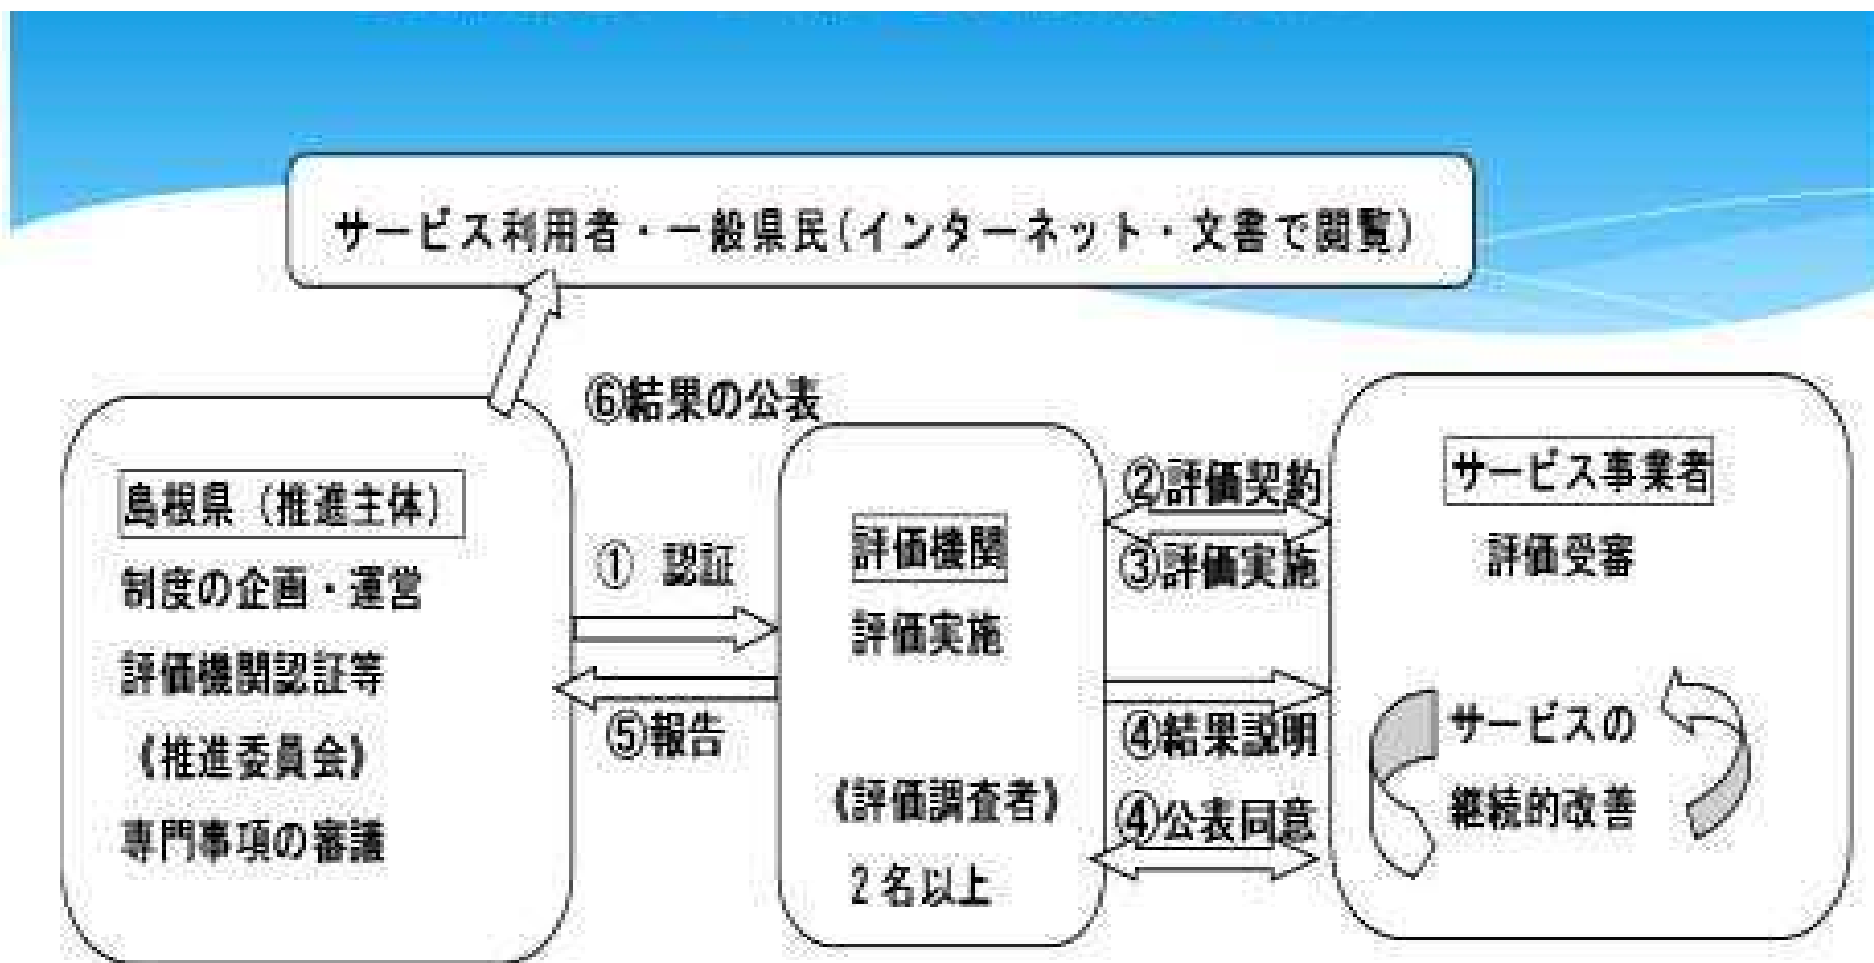 サービス利用者・一般県民(インターネット・文書で閲覧)
⑥結果の公表
島根県（推進主体）
制度の企画・運営
評価機関認証等
《推進委員会》
専門事項の審議
① 認証
⑤報告
評価機関
評価実施
《評価調査者》
2名以上
②評価契約
③評価実施
④結果説明
④公表同意
サービス事業者
評価受審
サービスの
継続的改善